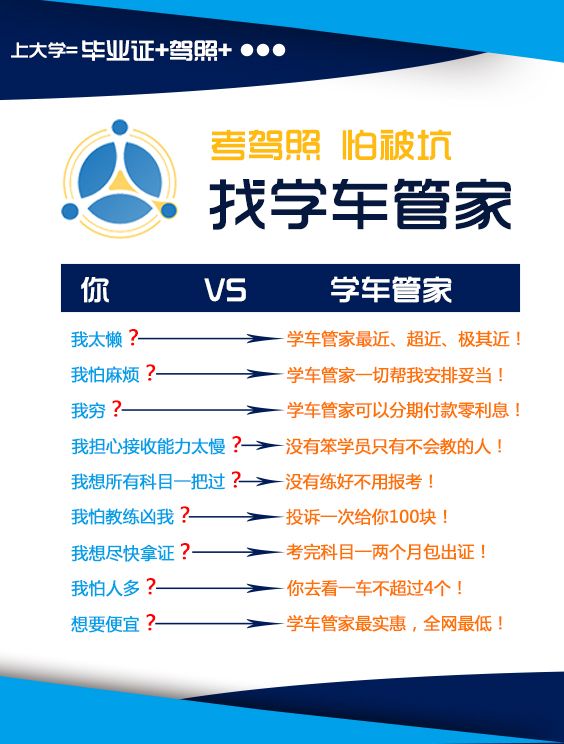 上大学=毕业证+驾照+●●●
考驾照 怕被坑
找学车管家
你 VS 学车管家
我太懒? 学车管家最近、超近、极其近!
我怕麻烦? 学车管家一切帮我安排妥当!
我穷? 学车管家可以分期付款零利息!
我担心接收能力太慢? 没有笨学员只有不会教的人!
我想所有科目一把过? 没有练好不用报考!
我怕教练凶我? 投诉一次给你100块!
我想尽快拿证? 考完科目一两个月包出证!
我怕人多? 你去看一车不超过4个!
想要便宜? 学车管家最实惠，全网最低!